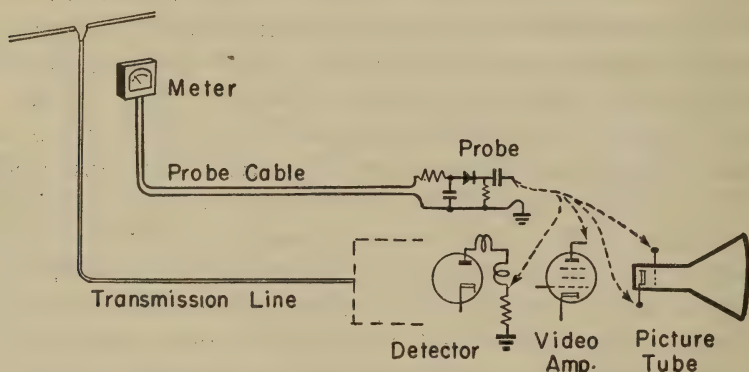 Meter
Probe
Probe Cable
Transmission Line
Detector
Video
Amp.
Picture
Tube